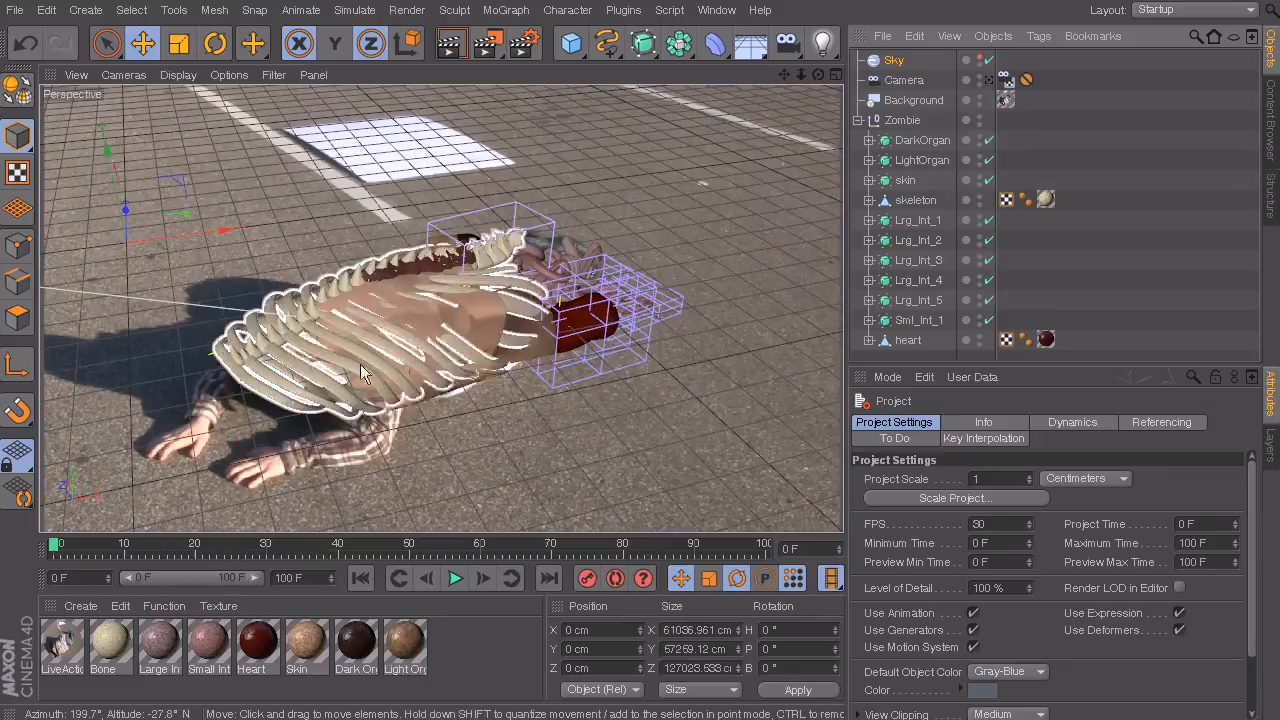 File Edit Create Select Tools Mesh Snap Animate Simulate Render Sculpt MoGraph Character Plugins Script Window Help Layout: Startup
File Edit View Objects Tags Bookmarks
View Cameras Display Options Filter Panel
Perspective
Sky
Camera
Background
Zombie
DarkOrgan
LightOrgan
skin
skeleton
Lrg_Int_1
Lrg_Int_2
Lrg_Int_3
Lrg_Int_4
Lrg_Int_5
Sml_Int_1
heart
Objects
Content Browser
Structure
Mode Edit User Data
Project
Project Settings Info Dynamics Referencing
To Do Key Interpolation
Project Settings
Project Scale 1 Centimeters
Scale Project...
FPS 30 Project Time 0 F
Minimum Time 0 F Maximum Time 100 F
Preview Min Time 0 F Preview Max Time 100 F
Level of Detail 100 % Render LOD in Editor
Use Animation Use Expression
Use Generators Use Deformers
Use Motion System
Default Object Color Gray-Blue
Color
View Clipping Medium
Attributes
Layers
0 10 20 30 40 50 60 70 80 90 100 0 F
0 F 0 F 100 F 100 F
Create Edit Function Texture
LiveActio Bone Large Int Small Int Heart Skin Dark Or Light Org
Position Size Rotation
X 0 cm X 61036.961 cm H 0 °
Y 0 cm Y 57259.12 cm P 0 °
Z 0 cm Z 127023.533 c B 0 °
Object (Rel) Size Apply
MAXON CINEMA 4D
Azimuth: 199.7°, Altitude: -27.8° N Move: Click and drag to move elements. Hold down SHIFT to quantize movement / add to the selection in point mode, CTRL to remo